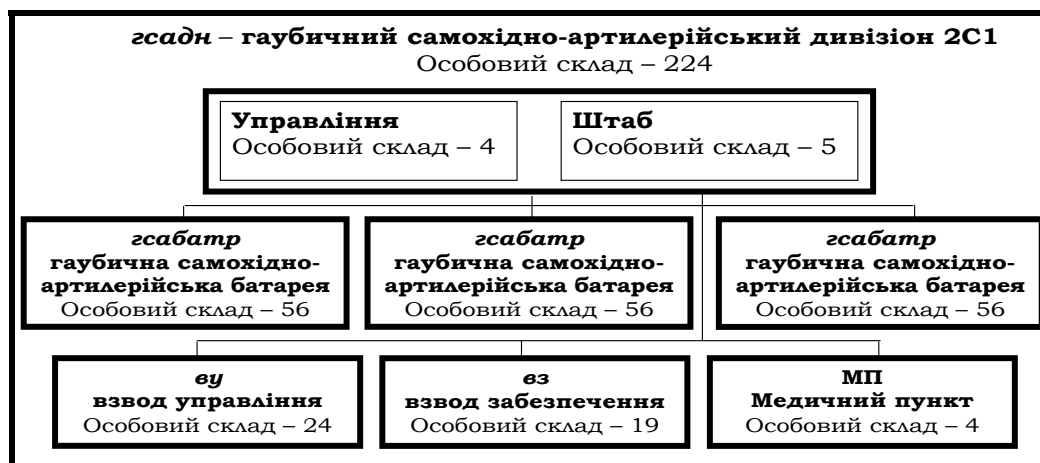 гсадн – гаубичний самохідно-артилерійський дивізіон 2С1
Особовий склад – 224
Управління
Особовий склад – 4
Штаб
Особовий склад – 5
гсабатр
гаубична самохідно-
артилерійська батарея
Особовий склад – 56
гсабатр
гаубична самохідно-
артилерійська батарея
Особовий склад – 56
гсабатр
гаубична самохідно-
артилерійська батарея
Особовий склад – 56
ву
взвод управління
Особовий склад – 24
вз
взвод забезпечення
Особовий склад – 19
МП
Медичний пункт
Особовий склад – 4